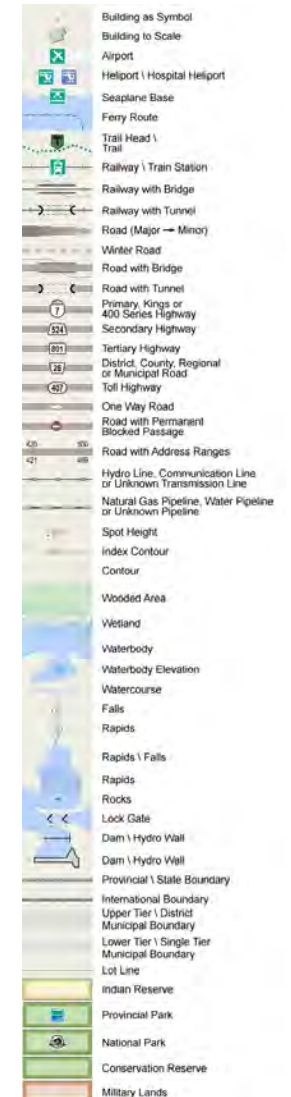 Building as Symbol
Building to Scale
Airport
Heliport \ Hospital Heliport
Seaplane Base
Ferry Route
Trail Head \
Trail
Railway \ Train Station
Railway with Bridge
Railway with Tunnel
Road (Major → Minor)
Winter Road
Road with Bridge
Road with Tunnel
7
Primary, Kings or
400 Series Highway
524
Secondary Highway
801
Tertiary Highway
28
District, County, Regional
or Municipal Road
407
Toll Highway
One Way Road
Road with Permanent
Blocked Passage
Road with Address Ranges
421
Hydro Line, Communication Line
or Unknown Transmission Line
Natural Gas Pipeline, Water Pipeline
or Unknown Pipeline
Spot Height
Index Contour
Contour
Wooded Area
Wetland
Waterbody
Waterbody Elevation
Watercourse
Falls
Rapids
Rapids \ Falls
Rapids
Rocks
Lock Gate
Dam \ Hydro Wall
Dam \ Hydro Wall
Provincial \ State Boundary
International Boundary
Upper Tier \ District
Municipal Boundary
Lower Tier \ Single Tier
Municipal Boundary
Lot Line
Indian Reserve
Provincial Park
National Park
Conservation Reserve
Military Lands